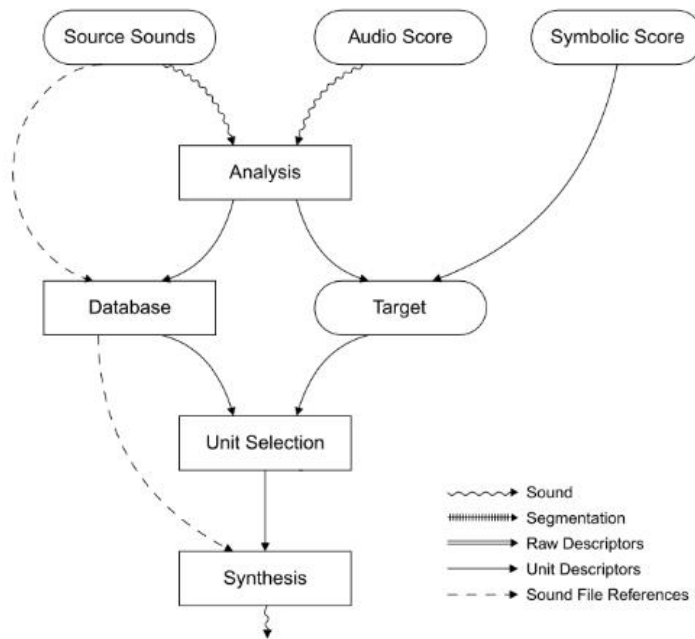 Source Sounds
Audio Score
Symbolic Score
Analysis
Database
Target
Unit Selection
Synthesis
Sound
Segmentation
Raw Descriptors
Unit Descriptors
Sound File References